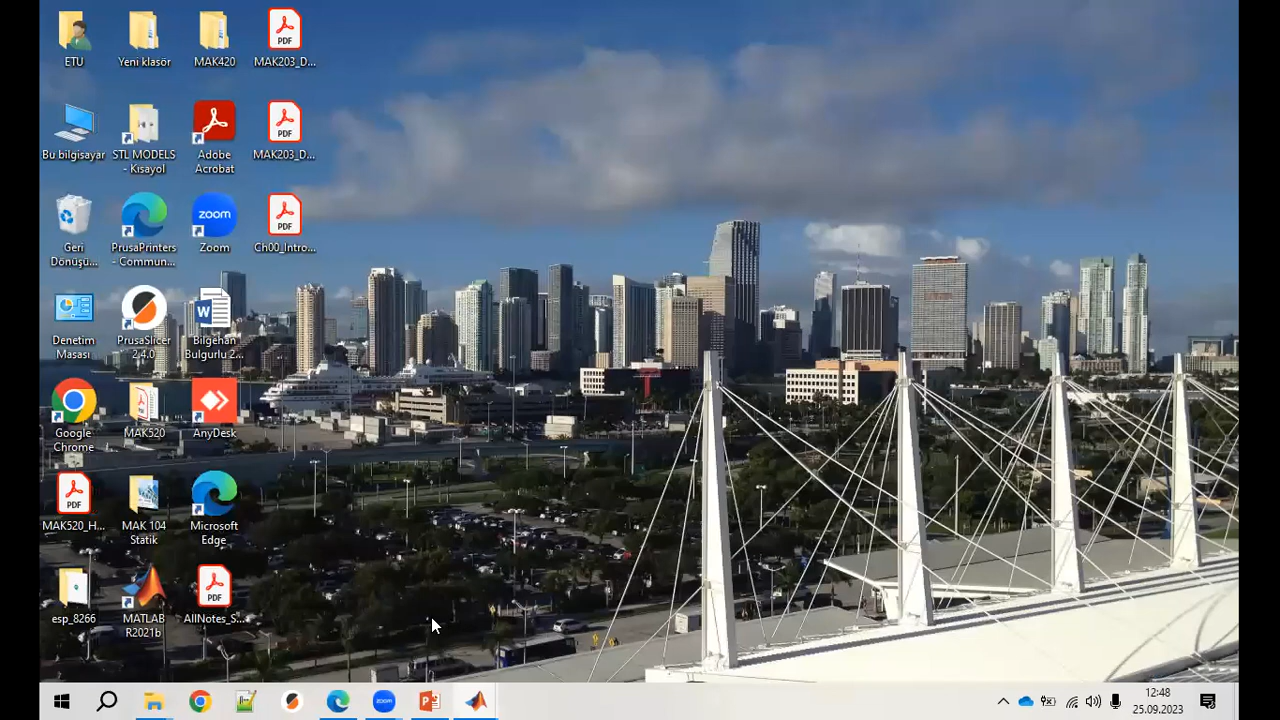 ETU
Yeni klasör
MAK420
MAK203_D...
Bu bilgisayar
STL MODELS
- Kısayol
Adobe
Acrobat
MAK203_D...
Geri
Dönüşü...
PrusaPrinters
- Commun...
zoom
Zoom
Ch00_Intro...
Denetim
Masası
PrusaSlicer
2.4.0
Bilgehan
Bulgurlu 2...
Google
Chrome
MAK520
AnyDesk
MAK520_H...
MAK 104
Statik
Microsoft
Edge
esp_8266
MATLAB
R2021b
AllNotes_S...
PDF
PDF
PDF
PDF
PDF
zoom
12:48
25.09.2023